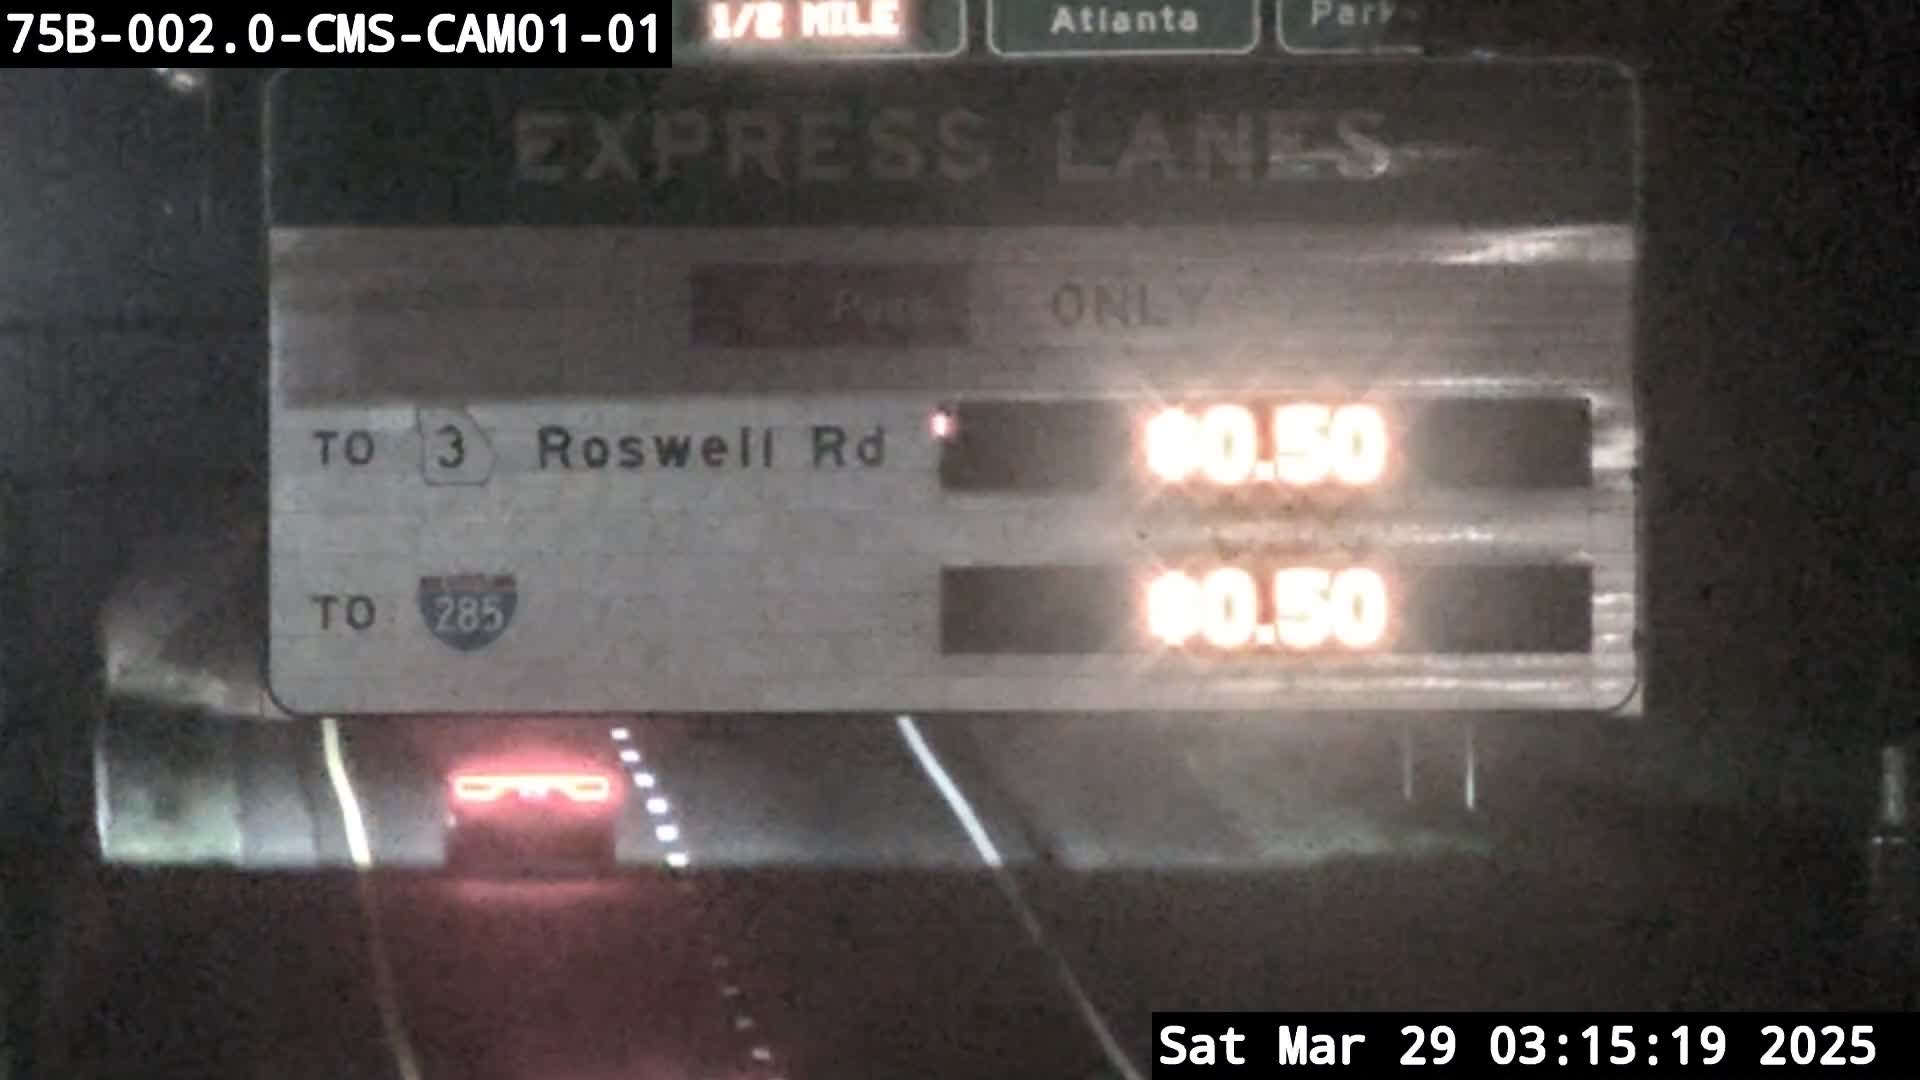 75B-002.0-CMS-CAM01-01
1/2 MILE
Atlanta
EXPRESS LANES
ONLY
TO 3 Roswell Rd $0.50
TO 285 $0.50
Sat Mar 29 03:15:19 2025